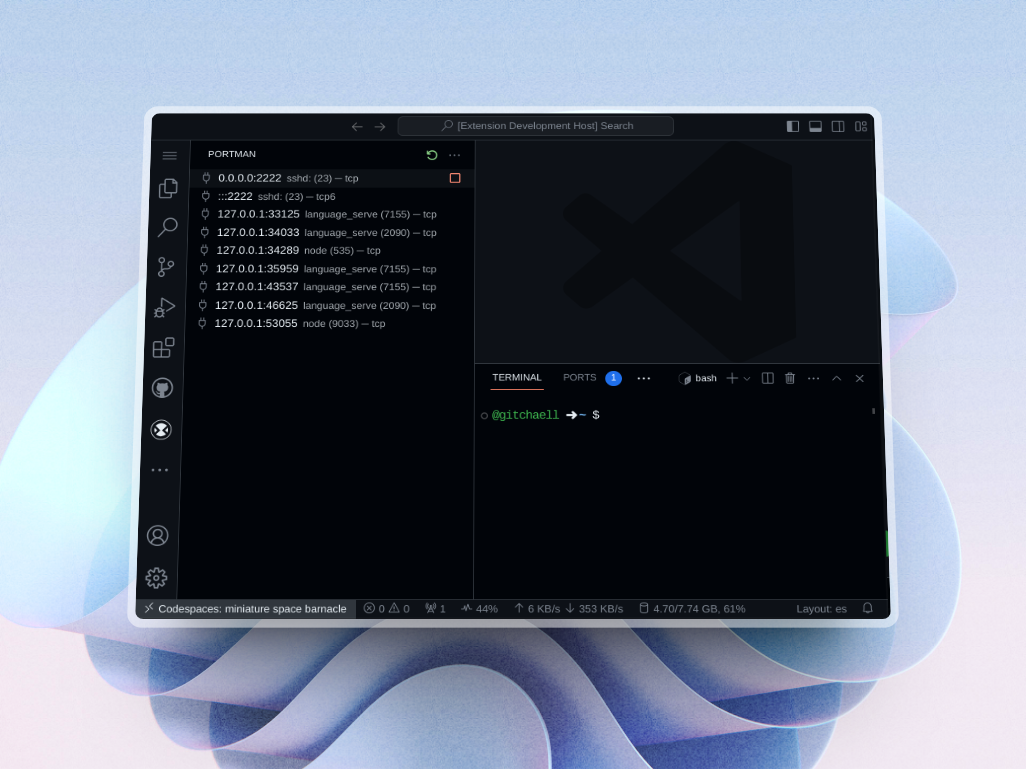 [Extension Development Host] Search
PORTMAN
0.0.0.0:2222 sshd: (23) — tcp
:::2222 sshd: (23) — tcp6
127.0.0.1:33125 language_serve (7155) — tcp
127.0.0.1:34033 language_serve (2090) — tcp
127.0.0.1:34289 node (535) — tcp
127.0.0.1:35959 language_serve (7155) — tcp
127.0.0.1:43537 language_serve (7155) — tcp
127.0.0.1:46625 language_serve (2090) — tcp
127.0.0.1:53055 node (9033) — tcp
TERMINAL PORTS 1 ··· bash
@gitchaell ➜ ~ $
Codespaces: miniature space barnacle 0 0 1 44% ↑ 6 KB/s ↓ 353 KB/s 4.70/7.74 GB, 61% Layout: es